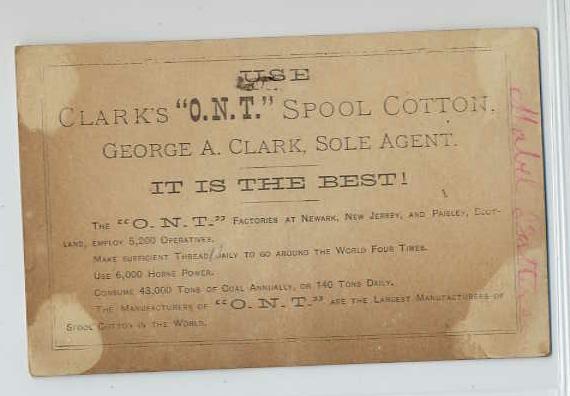 USE
CLARK'S "O.N.T." SPOOL COTTON.
GEORGE A. CLARK, SOLE AGENT.
IT IS THE BEST!
THE "O. N. T." FACTORIES AT NEWARK, NEW JERSEY, AND PAISLEY, SCOT-
LAND, EMPLOY 5,200 OPERATIVES.
MAKE SUFFICIENT THREAD DAILY TO GO AROUND THE WORLD FOUR TIMES.
USE 6,000 HORSE POWER.
CONSUME 43,000 TONS OF COAL ANNUALLY, OR 140 TONS DAILY.
THE MANUFACTURERS OF "O. N. T." ARE THE LARGEST MANUFACTURERS OF
SPOOL COTTON IN THE WORLD.
Mabel